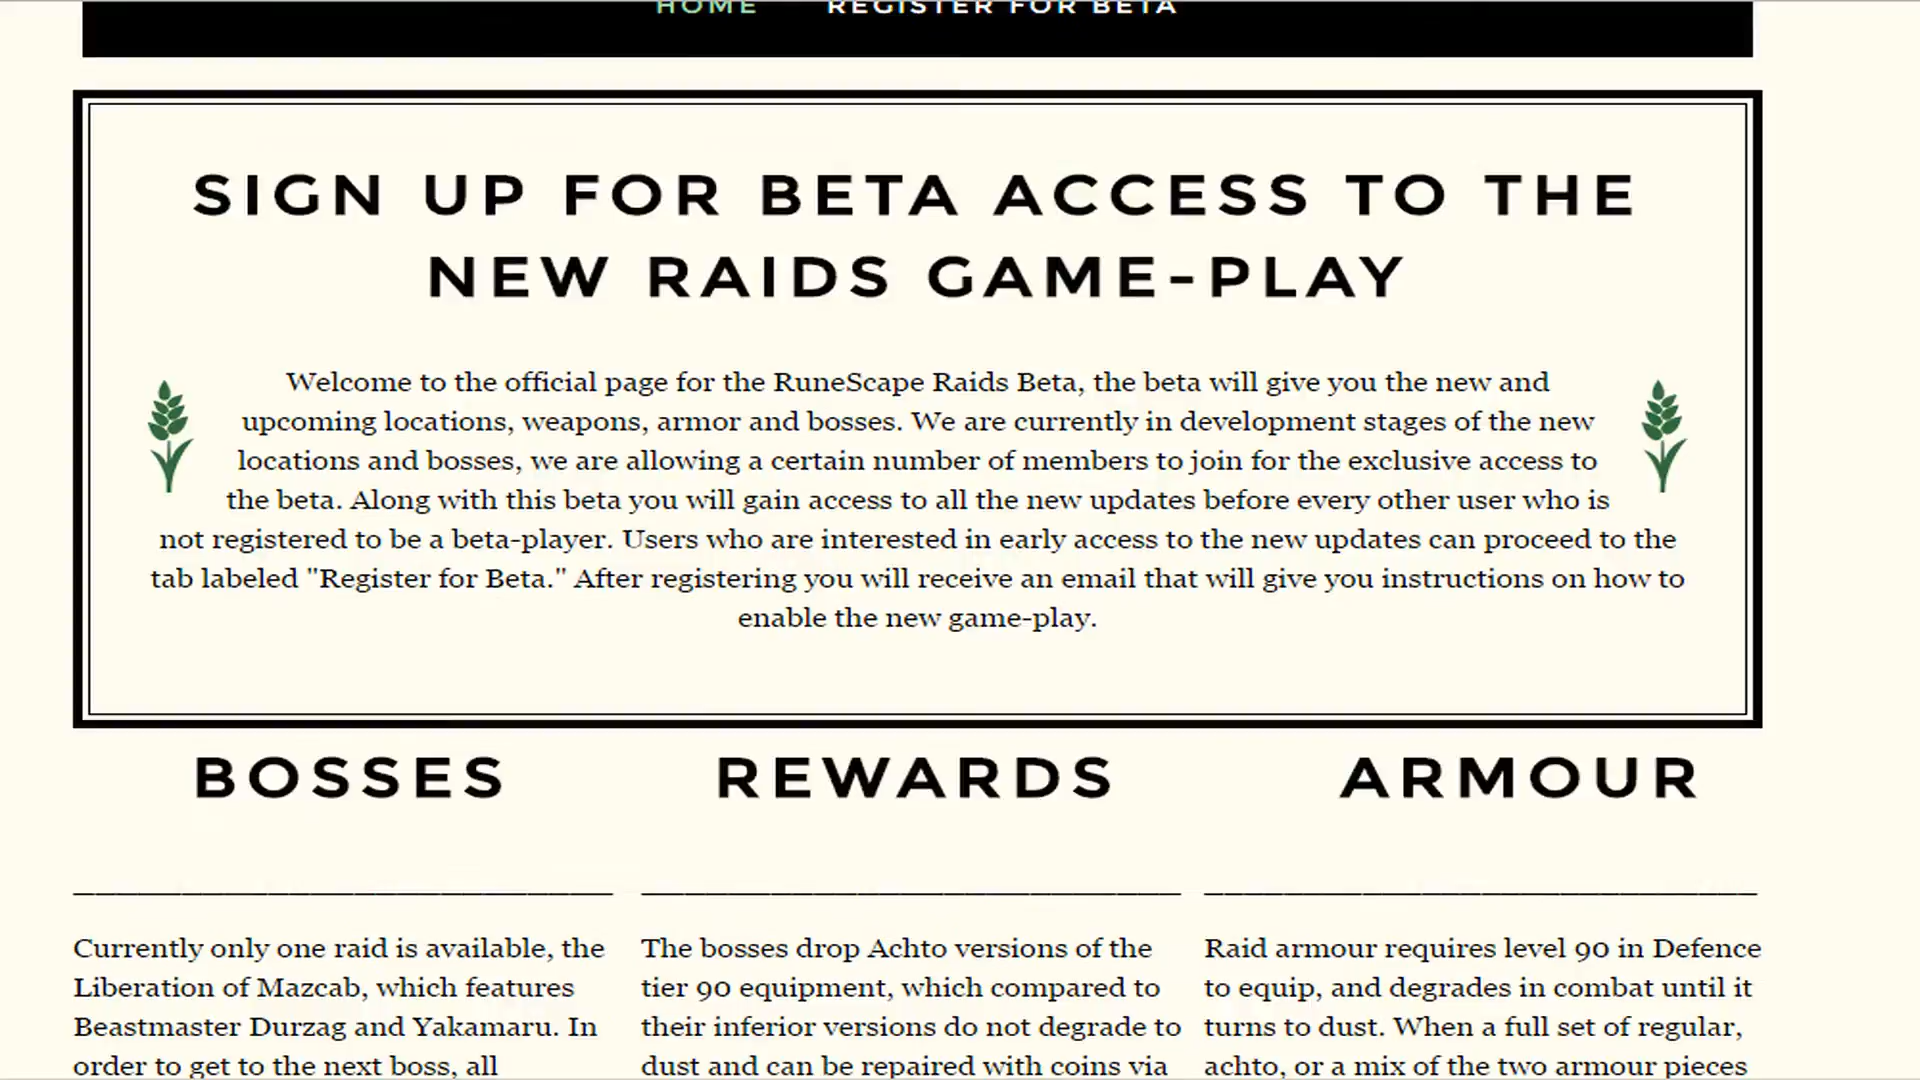 HOME REGISTER FOR BETA
SIGN UP FOR BETA ACCESS TO THE
NEW RAIDS GAME-PLAY
Welcome to the official page for the RuneScape Raids Beta, the beta will give you the new and
upcoming locations, weapons, armor and bosses. We are currently in development stages of the new
locations and bosses, we are allowing a certain number of members to join for the exclusive access to
the beta. Along with this beta you will gain access to all the new updates before every other user who is
not registered to be a beta-player. Users who are interested in early access to the new updates can proceed to the
tab labeled "Register for Beta." After registering you will receive an email that will give you instructions on how to
enable the new game-play.
BOSSES
Currently only one raid is available, the
Liberation of Mazcab, which features
Beastmaster Durzag and Yakamaru. In
order to get to the next boss, all
REWARDS
The bosses drop Achto versions of the
tier 90 equipment, which compared to
their inferior versions do not degrade to
dust and can be repaired with coins via
ARMOUR
Raid armour requires level 90 in Defence
to equip, and degrades in combat until it
turns to dust. When a full set of regular,
achto, or a mix of the two armour pieces